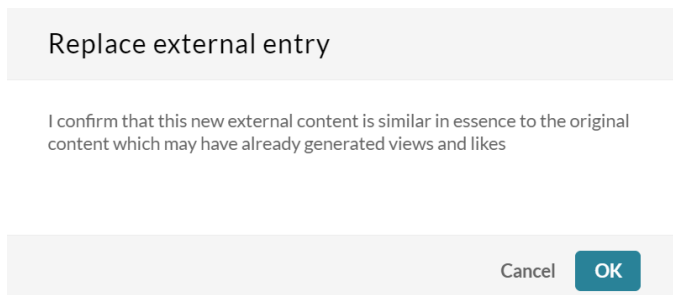 Replace external entry
I confirm that this new external content is similar in essence to the original
content which may have already generated views and likes
Cancel OK